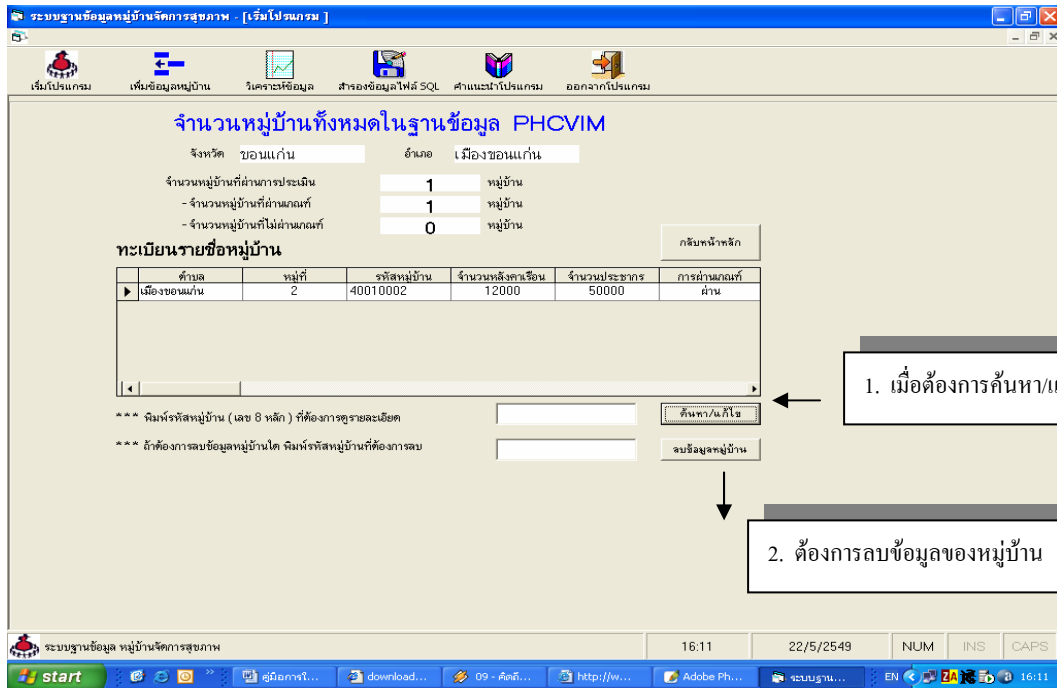 ระบบฐานข้อมูลหมู่บ้านจัดการสุขภาพ - [เริ่มโปรแกรม ]
เริ่มโปรแกรม เพิ่มข้อมูลหมู่บ้าน วิเคราะห์ข้อมูล สำรองข้อมูลไฟล์ SQL คำแนะนำโปรแกรม ออกจากโปรแกรม
จำนวนหมู่บ้านทั้งหมดในฐานข้อมูล PHCVIM
จังหวัด ขอนแก่น อำเภอ เมืองขอนแก่น
จำนวนหมู่บ้านที่ผ่านการประเมิน 1 หมู่บ้าน
- จำนวนหมู่บ้านที่ผ่านเกณฑ์ 1 หมู่บ้าน
- จำนวนหมู่บ้านที่ไม่ผ่านเกณฑ์ 0 หมู่บ้าน
กลับหน้าหลัก
ทะเบียนรายชื่อหมู่บ้าน
ตำบล หมู่ที่ รหัสหมู่บ้าน จำนวนหลังคาเรือน จำนวนประชากร การผ่านเกณฑ์
เมืองขอนแก่น 2 40010002 12000 50000 ผ่าน
1. เมื่อต้องการค้นหา/แ
*** พิมพ์รหัสหมู่บ้าน ( เลข 8 หลัก ) ที่ต้องการดูรายละเอียด ค้นหา/แก้ไข
*** ถ้าต้องการลบข้อมูลหมู่บ้านใด พิมพ์รหัสหมู่บ้านที่ต้องการลบ ลบข้อมูลหมู่บ้าน
2. ต้องการลบข้อมูลของหมู่บ้าน
ระบบฐานข้อมูล หมู่บ้านจัดการสุขภาพ 16:11 22/5/2549 NUM INS CAPS
start คู่มือการใ... download... 09 - คิดถึ... http://w... Adobe Ph... ระบบฐาน... EN 16:11